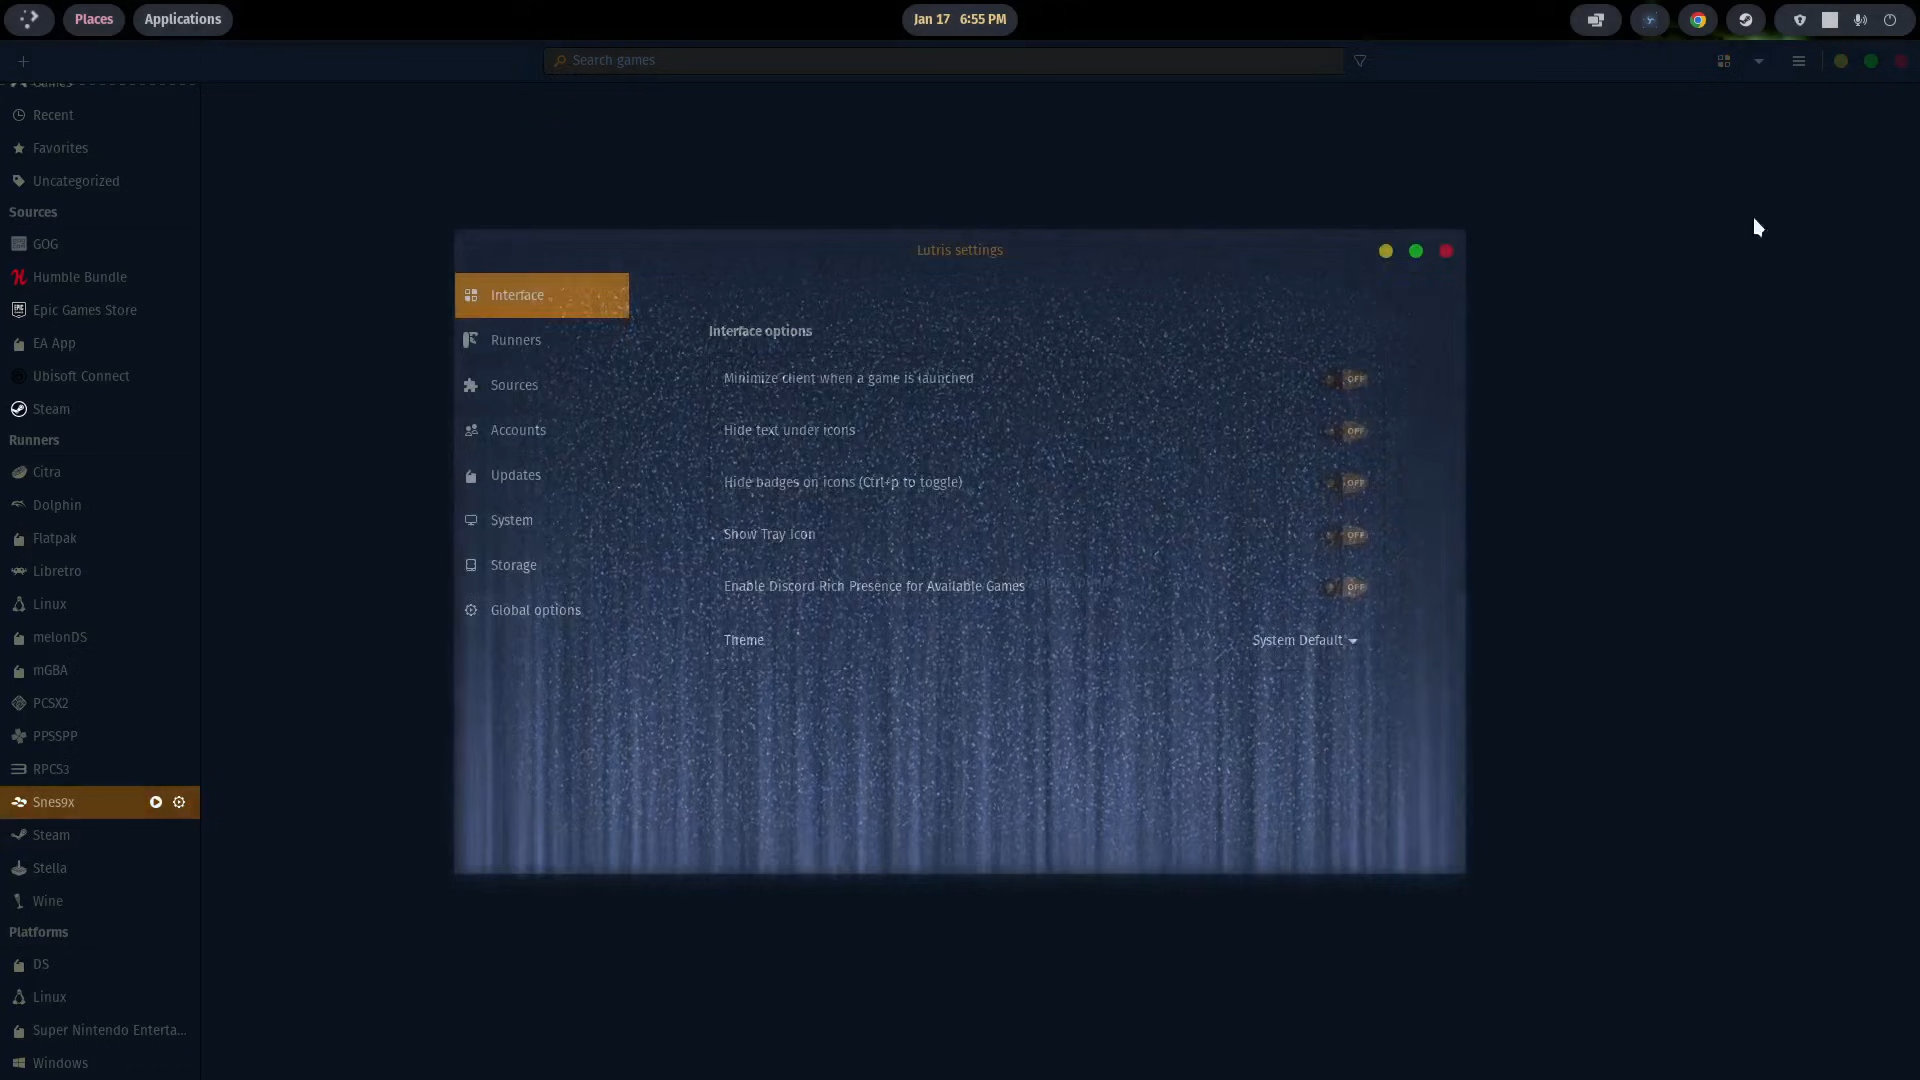 Places
Applications
Jan 17 6:55 PM
Search games
Games
Recent
Favorites
Uncategorized
Sources
GOG
Humble Bundle
Epic Games Store
EA App
Ubisoft Connect
Steam
Runners
Citra
Dolphin
Flatpak
Libretro
Linux
melonDS
mGBA
PCSX2
PPSSPP
RPCS3
Snes9x
Steam
Stella
Wine
Platforms
DS
Linux
Super Nintendo Enterta...
Windows
Lutris settings
Interface
Runners
Sources
Accounts
Updates
System
Storage
Global options
Interface options
Minimize client when a game is launched
OFF
Hide text under icons
OFF
Hide badges on icons (Ctrl+p to toggle)
OFF
Show Tray Icon
OFF
Enable Discord Rich Presence for Available Games
OFF
Theme
System Default